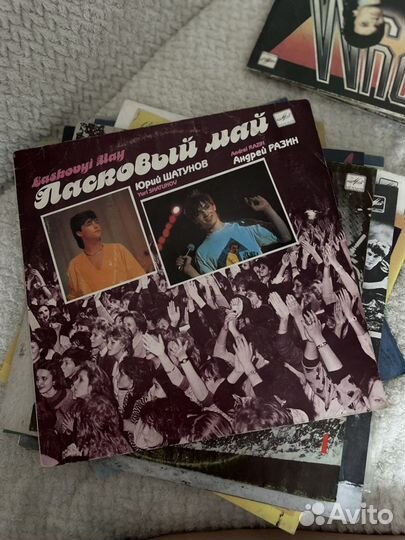 Laskovyi May
Ласковый май
Юрий ШАТУНОВ
Yuri SHATUNOV
Andrei RAZIN
Андрей РАЗИН
Avito